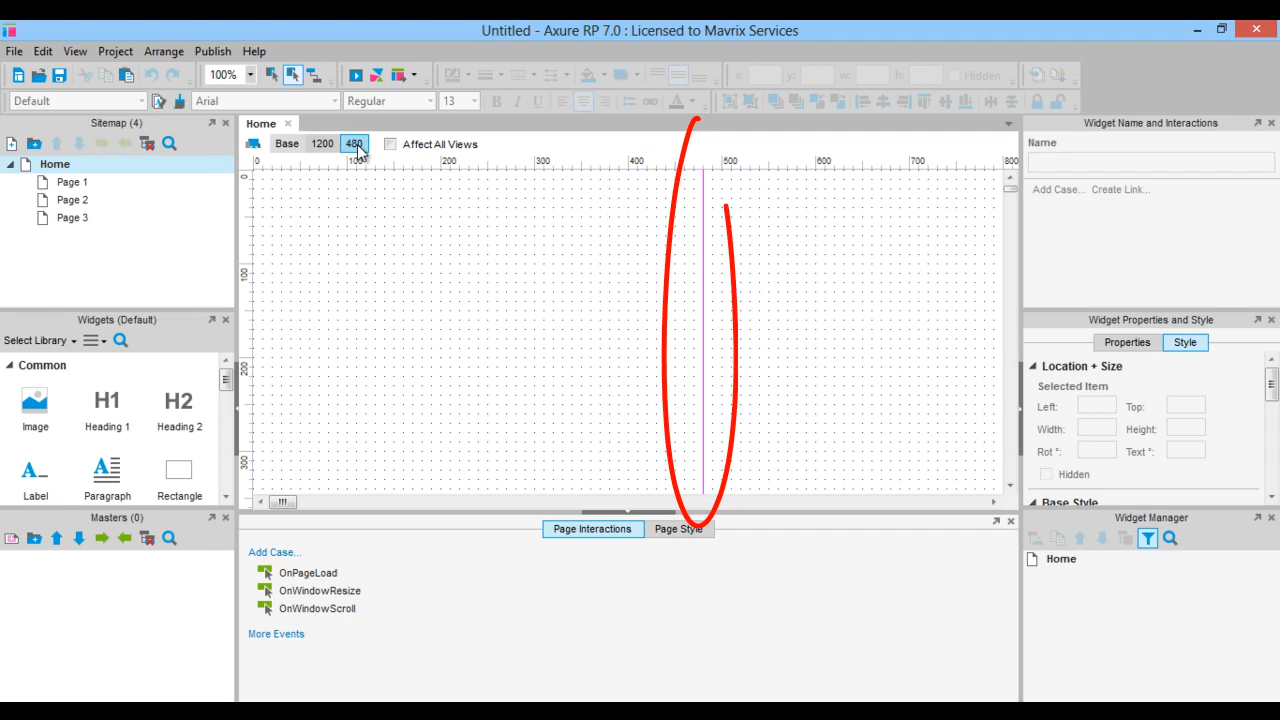 Untitled - Axure RP 7.0 : Licensed to Mavrix Services
File Edit View Project Arrange Publish Help
100% x: y: w: h: Hidden
Default Arial Regular 13 B I U A
Sitemap (4)
Home
Page 1
Page 2
Page 3
Widgets (Default)
Select Library
Common
H1 H2
Image Heading 1 Heading 2
A
Label Paragraph Rectangle
Masters (0)
Home
Base 1200 480 Affect All Views
0 100 200 300 400 500 600 700 800
0
100
200
300
Page Interactions Page Style
Add Case...
OnPageLoad
OnWindowResize
OnWindowScroll
More Events
Widget Name and Interactions
Name
Add Case... Create Link...
Widget Properties and Style
Properties Style
Location + Size
Selected Item
Left: Top:
Width: Height:
Rot °: Text °:
Hidden
Base Style
Widget Manager
Home